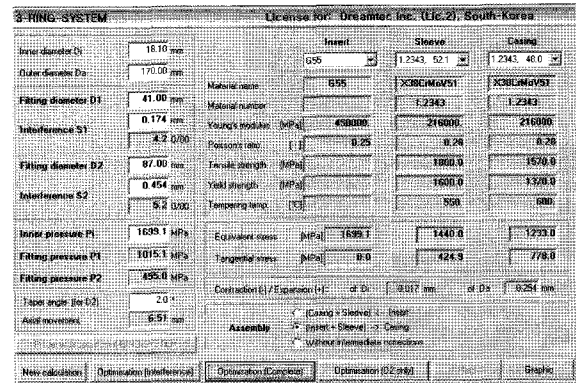 3-RING-SYSTEM License for: Dreamtec Inc. (Lic.2), South-Korea
Insert Sleeve Casing
Inner diameter Di 18.10 mm G55 1.2343, 52.1 1.2343, 48.0
Outer diameter Da 170.00 mm
Material name G55 X38CrMoV51 X38CrMoV51
Fitting diameter D1 41.00 mm
Material number 1.2343 1.2343
Interference S1 0.174 mm
Young's modulus [MPa] 450000. 216000. 216000.
4.2 0/00
Poisson's ratio [ ] 0.25 0.28 0.28
Fitting diameter D2 87.00 mm
Tensile strength [MPa] 1800.0 1570.0
Interference S2 0.454 mm
Yield strength [MPa] 1600.0 1370.0
5.2 0/00
Tempering temp. [°C] 550 600
Inner pressure Pi 1699.1 MPa
Equivalent stress [MPa] 1699.1 1440.0 1233.0
Fitting pressure P1 1015.1 MPa
Tangential stress [MPa] 0.0 424.9 778.0
Fitting pressure P2 495.0 MPa
Contraction (-) / Expansion (+): of Di 0.017 mm of Da 0.254 mm
Taper angle (for D2) 2.0 °
Axial movement 6.51 mm
Assembly
(Casing + Sleeve) <- Insert
(Insert + Sleeve) -> Casing
Without intermediate
New calculation Optimisation (Interference) Optimisation (Complete) Optimisation (D2 only) Graphic